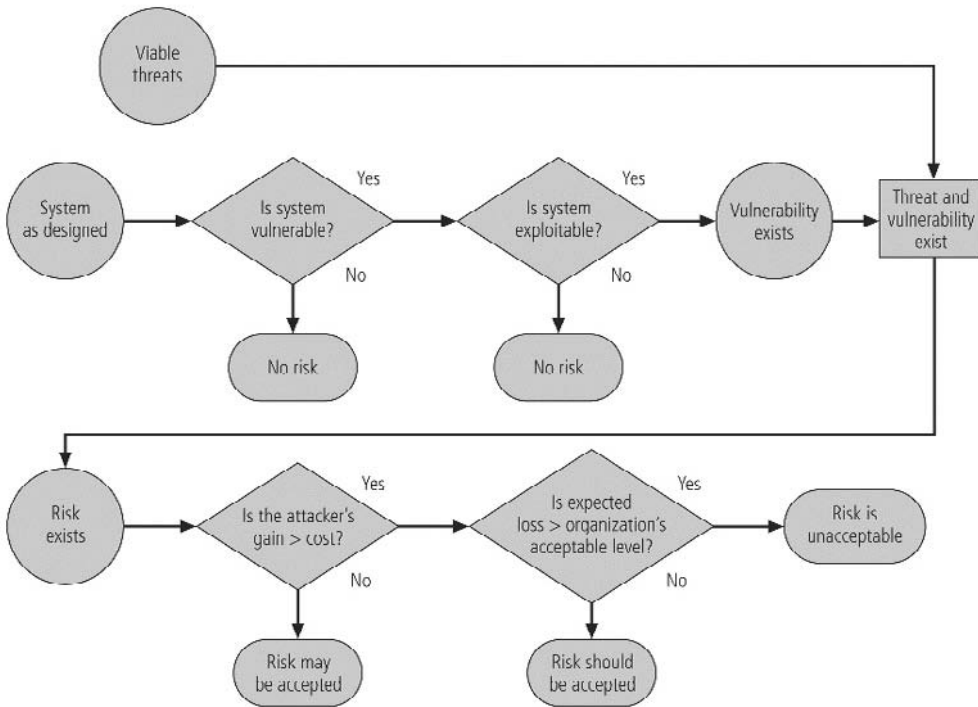 Viable
threats
System
as designed
Is system
vulnerable?
Yes
No
No risk
Is system
exploitable?
Yes
No
No risk
Vulnerability
exists
Threat and
vulnerability
exist
Risk
exists
Is the attacker's
gain > cost?
Yes
No
Risk may
be accepted
Is expected
loss > organization's
acceptable level?
Yes
No
Risk should
be accepted
Risk is
unacceptable